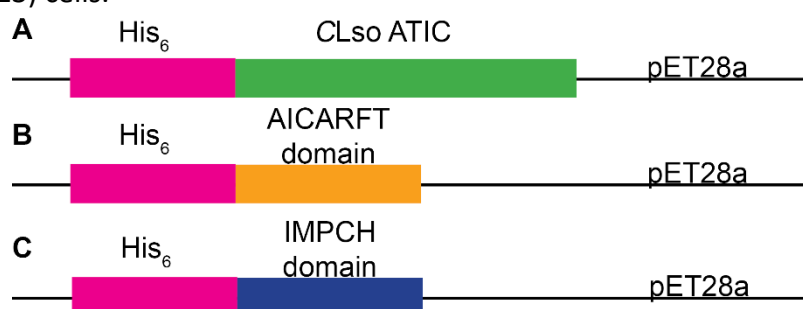 A His6 CLso ATIC pET28a
B His6 AICARFT
domain pET28a
C His6 IMPCH
domain pET28a